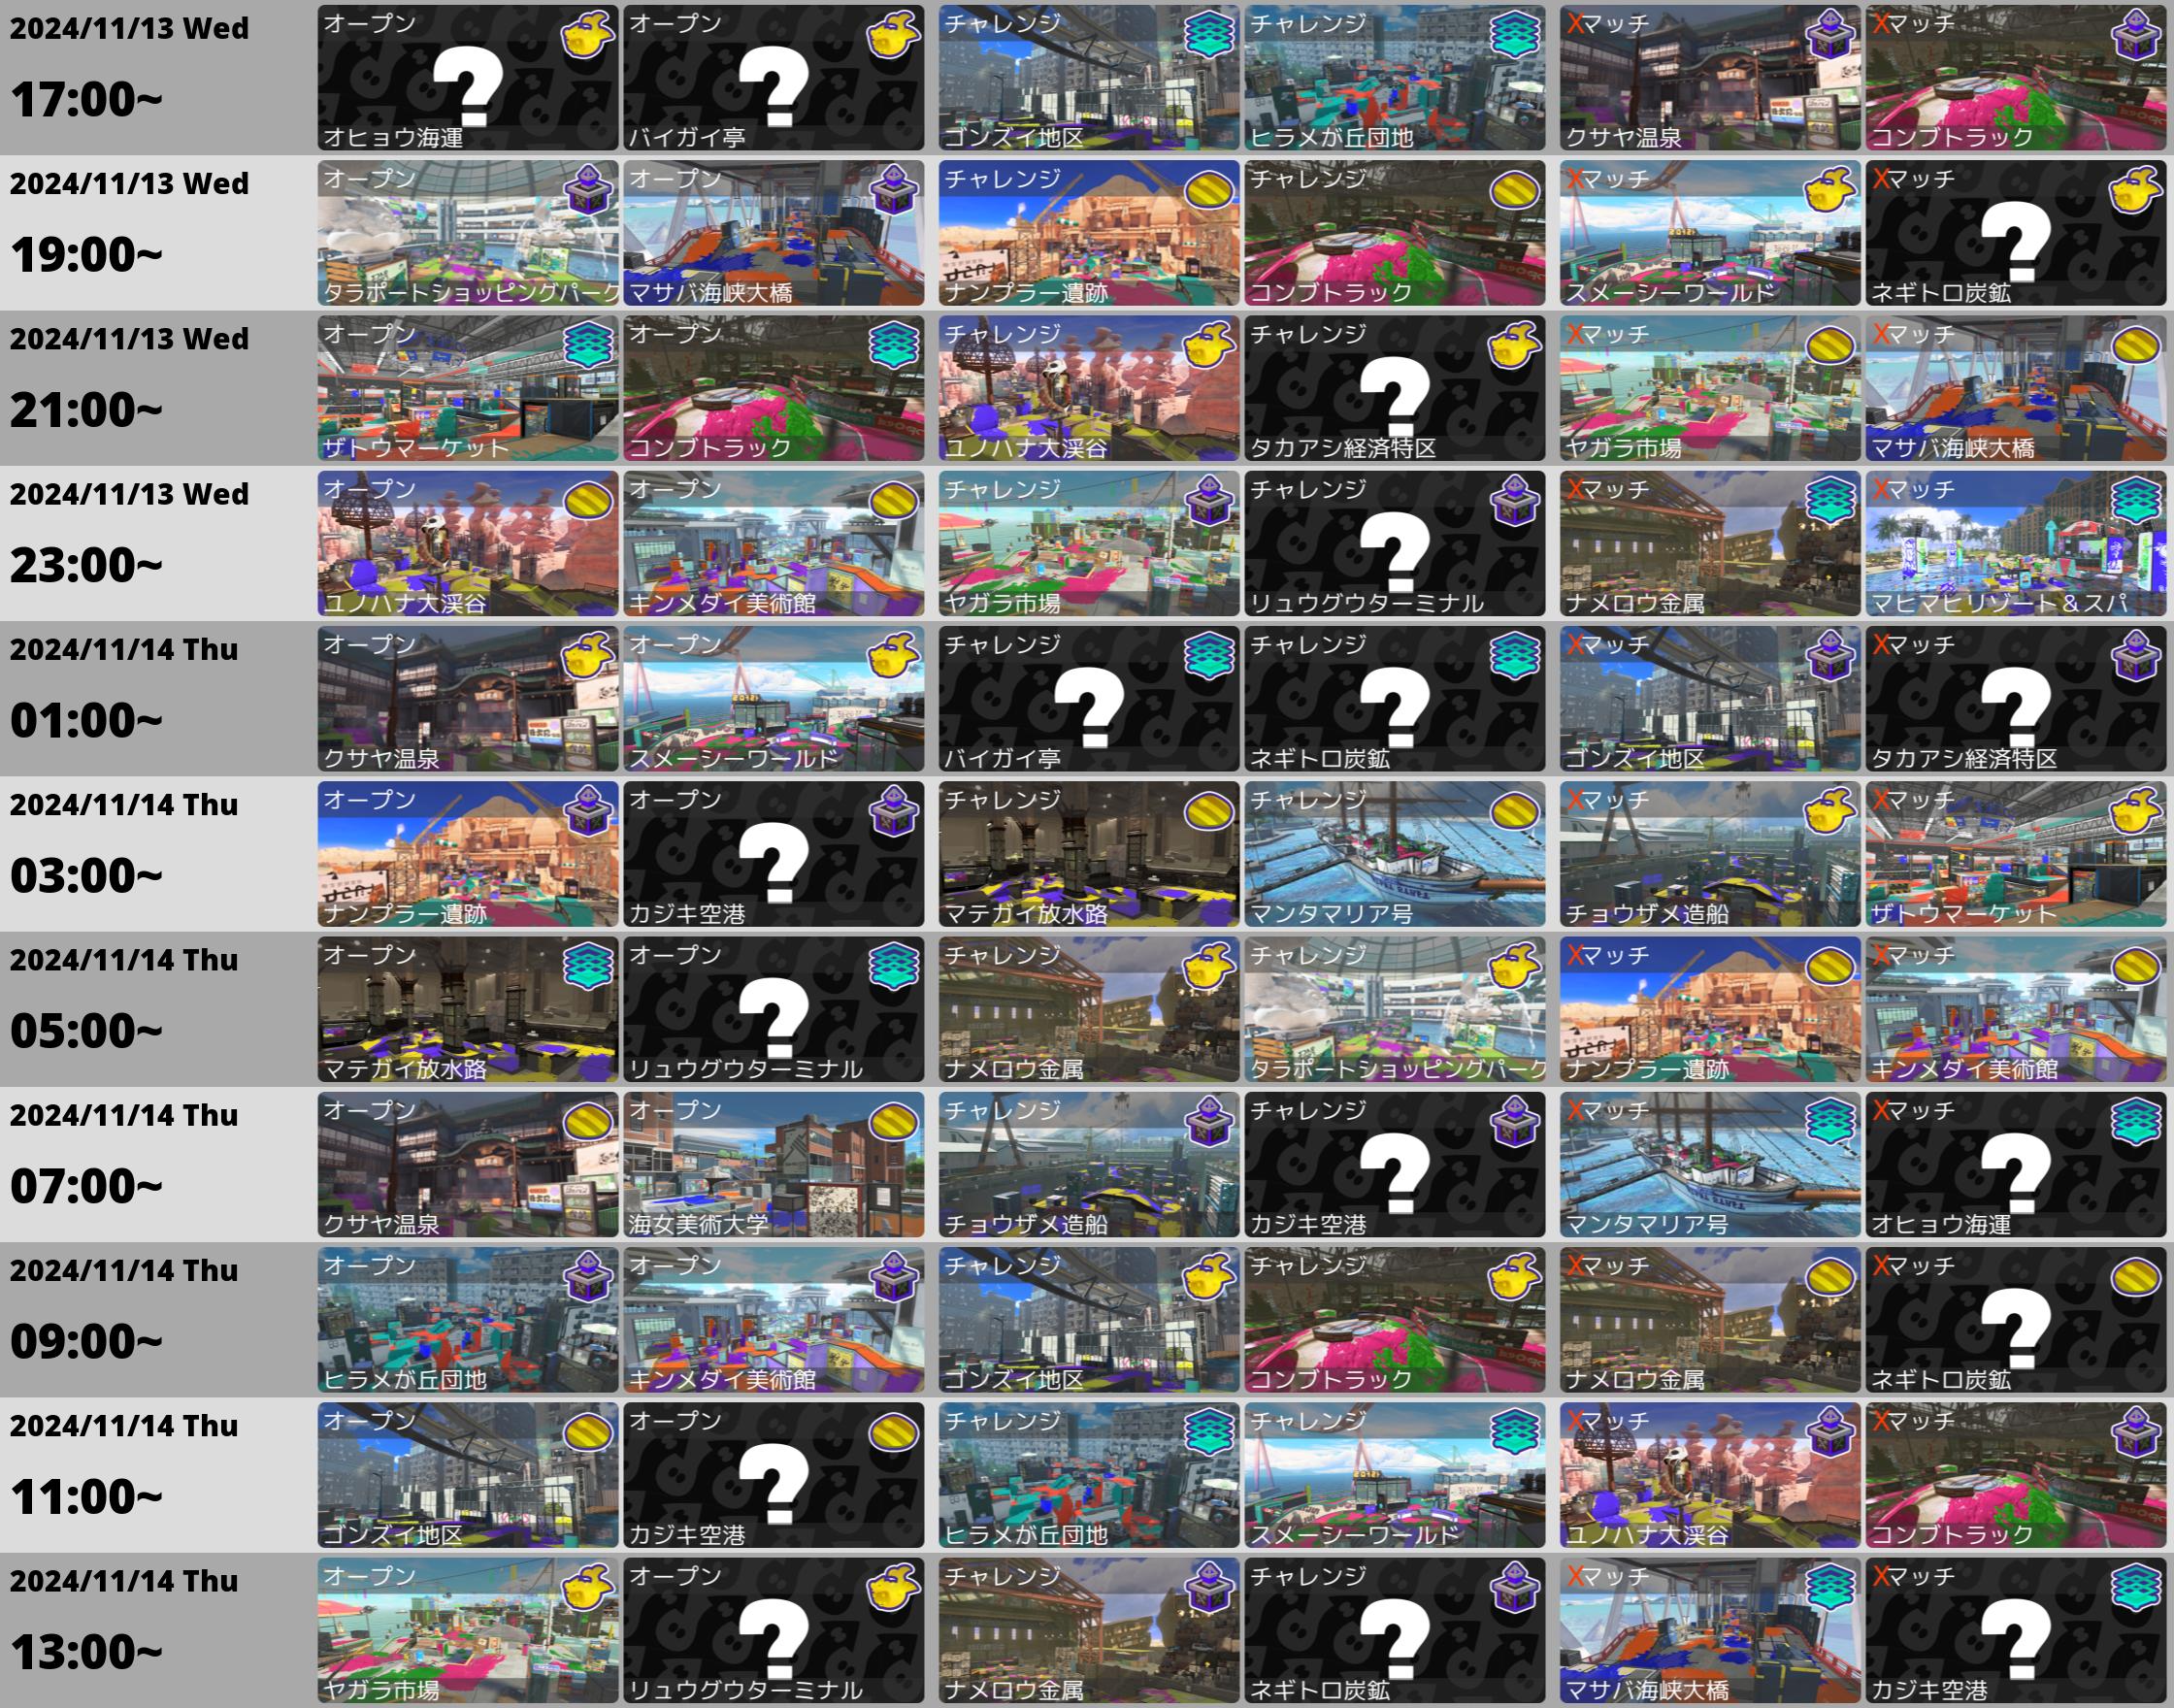 2024/11/13 Wed
17:00~
オープン
オヒョウ海運
オープン
バイガイ亭
チャレンジ
ゴンズイ地区
チャレンジ
ヒラメが丘団地
Xマッチ
クサヤ温泉
Xマッチ
コンブトラック
2024/11/13 Wed
19:00~
オープン
タラポートショッピングパーク
オープン
マサバ海峡大橋
チャレンジ
ナンプラー遺跡
チャレンジ
コンブトラック
Xマッチ
スメーシーワールド
Xマッチ
ネギトロ炭鉱
2024/11/13 Wed
21:00~
オープン
ザトウマーケット
オープン
コンブトラック
チャレンジ
ユノハナ大渓谷
チャレンジ
タカアシ経済特区
Xマッチ
ヤガラ市場
Xマッチ
マサバ海峡大橋
2024/11/13 Wed
23:00~
オープン
ユノハナ大渓谷
オープン
キンメダイ美術館
チャレンジ
ヤガラ市場
チャレンジ
リュウグウターミナル
Xマッチ
ナメロウ金属
Xマッチ
マヒマヒリゾート＆スパ
2024/11/14 Thu
01:00~
オープン
クサヤ温泉
オープン
スメーシーワールド
チャレンジ
バイガイ亭
チャレンジ
ネギトロ炭鉱
Xマッチ
ゴンズイ地区
Xマッチ
タカアシ経済特区
2024/11/14 Thu
03:00~
オープン
ナンプラー遺跡
オープン
カジキ空港
チャレンジ
マテガイ放水路
チャレンジ
マンタマリア号
Xマッチ
チョウザメ造船
Xマッチ
ザトウマーケット
2024/11/14 Thu
05:00~
オープン
マテガイ放水路
オープン
リュウグウターミナル
チャレンジ
ナメロウ金属
チャレンジ
タラポートショッピングパーク
Xマッチ
ナンプラー遺跡
Xマッチ
キンメダイ美術館
2024/11/14 Thu
07:00~
オープン
クサヤ温泉
オープン
海女美術大学
チャレンジ
チョウザメ造船
チャレンジ
カジキ空港
Xマッチ
マンタマリア号
Xマッチ
オヒョウ海運
2024/11/14 Thu
09:00~
オープン
ヒラメが丘団地
オープン
キンメダイ美術館
チャレンジ
ゴンズイ地区
チャレンジ
コンブトラック
Xマッチ
ナメロウ金属
Xマッチ
ネギトロ炭鉱
2024/11/14 Thu
11:00~
オープン
ゴンズイ地区
オープン
カジキ空港
チャレンジ
ヒラメが丘団地
チャレンジ
スメーシーワールド
Xマッチ
ユノハナ大渓谷
Xマッチ
コンブトラック
2024/11/14 Thu
13:00~
オープン
ヤガラ市場
オープン
リュウグウターミナル
チャレンジ
ナメロウ金属
チャレンジ
ネギトロ炭鉱
Xマッチ
マサバ海峡大橋
Xマッチ
カジキ空港